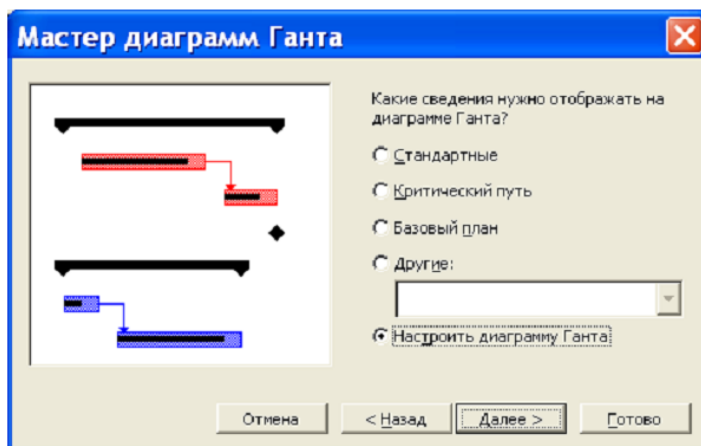 Мастер диаграмм Ганта
Какие сведения нужно отображать на
диаграмме Ганта?
Стандартные
Критический путь
Базовый план
Другие:
Настроить диаграмму Ганта
Отмена
< Назад
Далее >
Готово